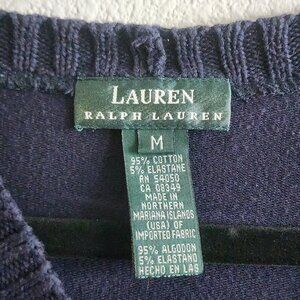 LAUREN
RALPH LAUREN
M
95% COTTON
5% ELASTANE
RN 54050
CA 08349
MADE IN
NORTHERN
MARIANA ISLANDS
(USA) OF
IMPORTED FABRIC
95% ALGODON
5% ELASTANO
HECHO EN LAS